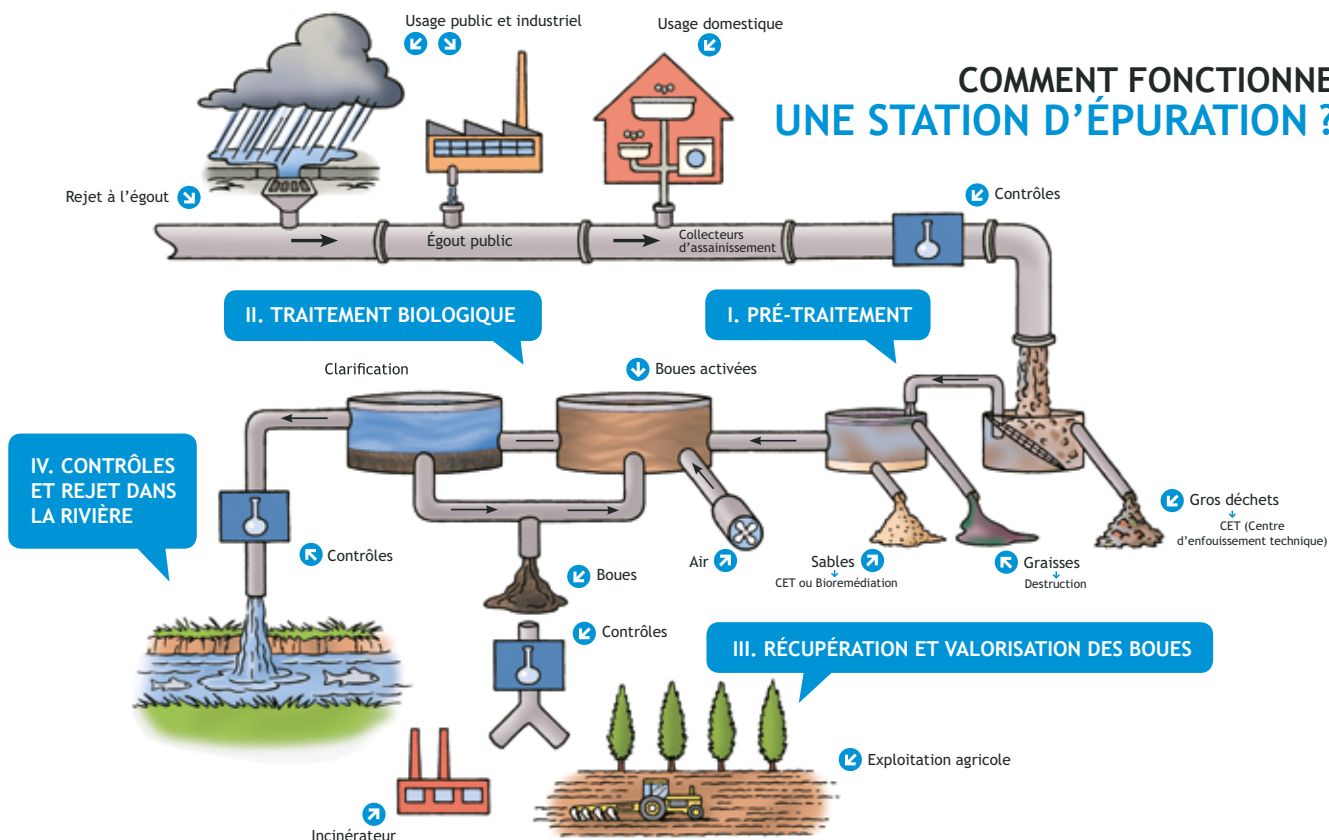 Usage public et industriel
Usage domestique
COMMENT FONCTIONNE
UNE STATION D'ÉPURATION ?
Rejet à l'égout
Contrôles
Égout public
Collecteurs
d'assainissement
II. TRAITEMENT BIOLOGIQUE
I. PRÉ-TRAITEMENT
Clarification
Boues activées
IV. CONTRÔLES
ET REJET DANS
LA RIVIÈRE
Gros déchets
CET (Centre
d'enfouissement technique)
Contrôles
Air
Sables
CET ou Bioremédiation
Graisses
Destruction
Boues
Contrôles
III. RÉCUPÉRATION ET VALORISATION DES BOUES
Exploitation agricole
Incinérateur